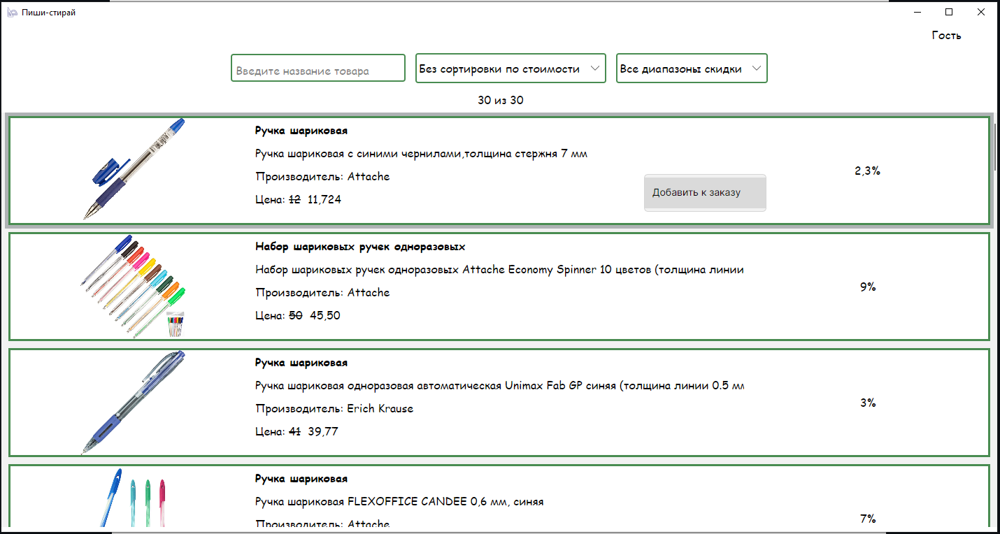 Пиши-стирай
Гость
Введите название товара
Без сортировки по стоимости
Все диапазоны скидки
30 из 30
Ручка шариковая
Ручка шариковая с синими чернилами,толщина стержня 7 мм
Производитель: Attache
Цена: 12 11,724
Добавить к заказу
2,3%
Набор шариковых ручек одноразовых
Набор шариковых ручек одноразовых Attache Economy Spinner 10 цветов (толщина линии
Производитель: Attache
Цена: 50 45,50
9%
Ручка шариковая
Ручка шариковая одноразовая автоматическая Unimax Fab GP синяя (толщина линии 0.5 мм
Производитель: Erich Krause
Цена: 41 39,77
3%
Ручка шариковая
Ручка шариковая FLEXOFFICE CANDEE 0,6 мм, синяя
Производитель: Attache
7%